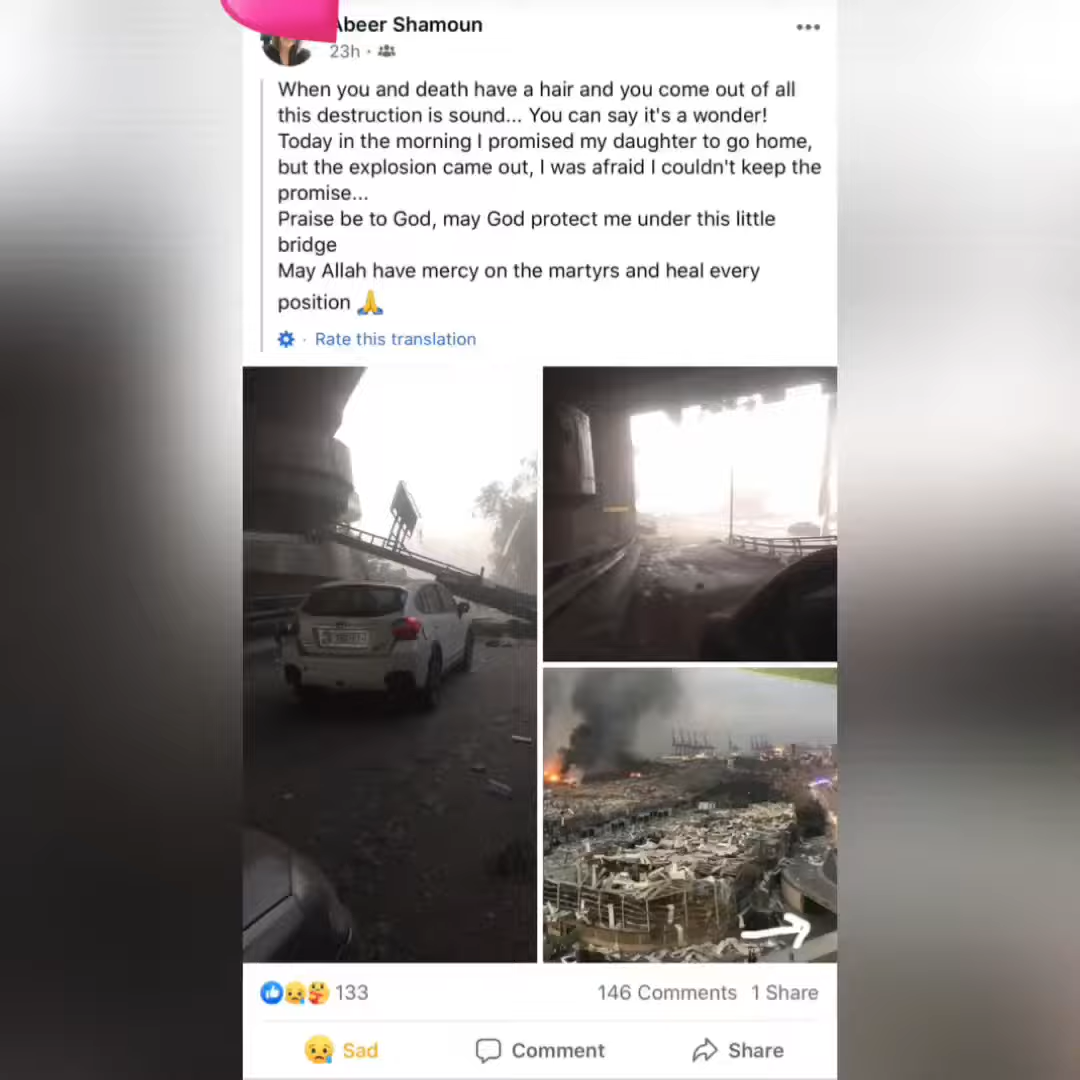 Abeer Shamoun
23h ·
When you and death have a hair and you come out of all
this destruction is sound... You can say it's a wonder!
Today in the morning I promised my daughter to go home,
but the explosion came out, I was afraid I couldn't keep the
promise...
Praise be to God, may God protect me under this little
bridge
May Allah have mercy on the martyrs and heal every
position 🙏
· Rate this translation
133
146 Comments 1 Share
Sad Comment Share